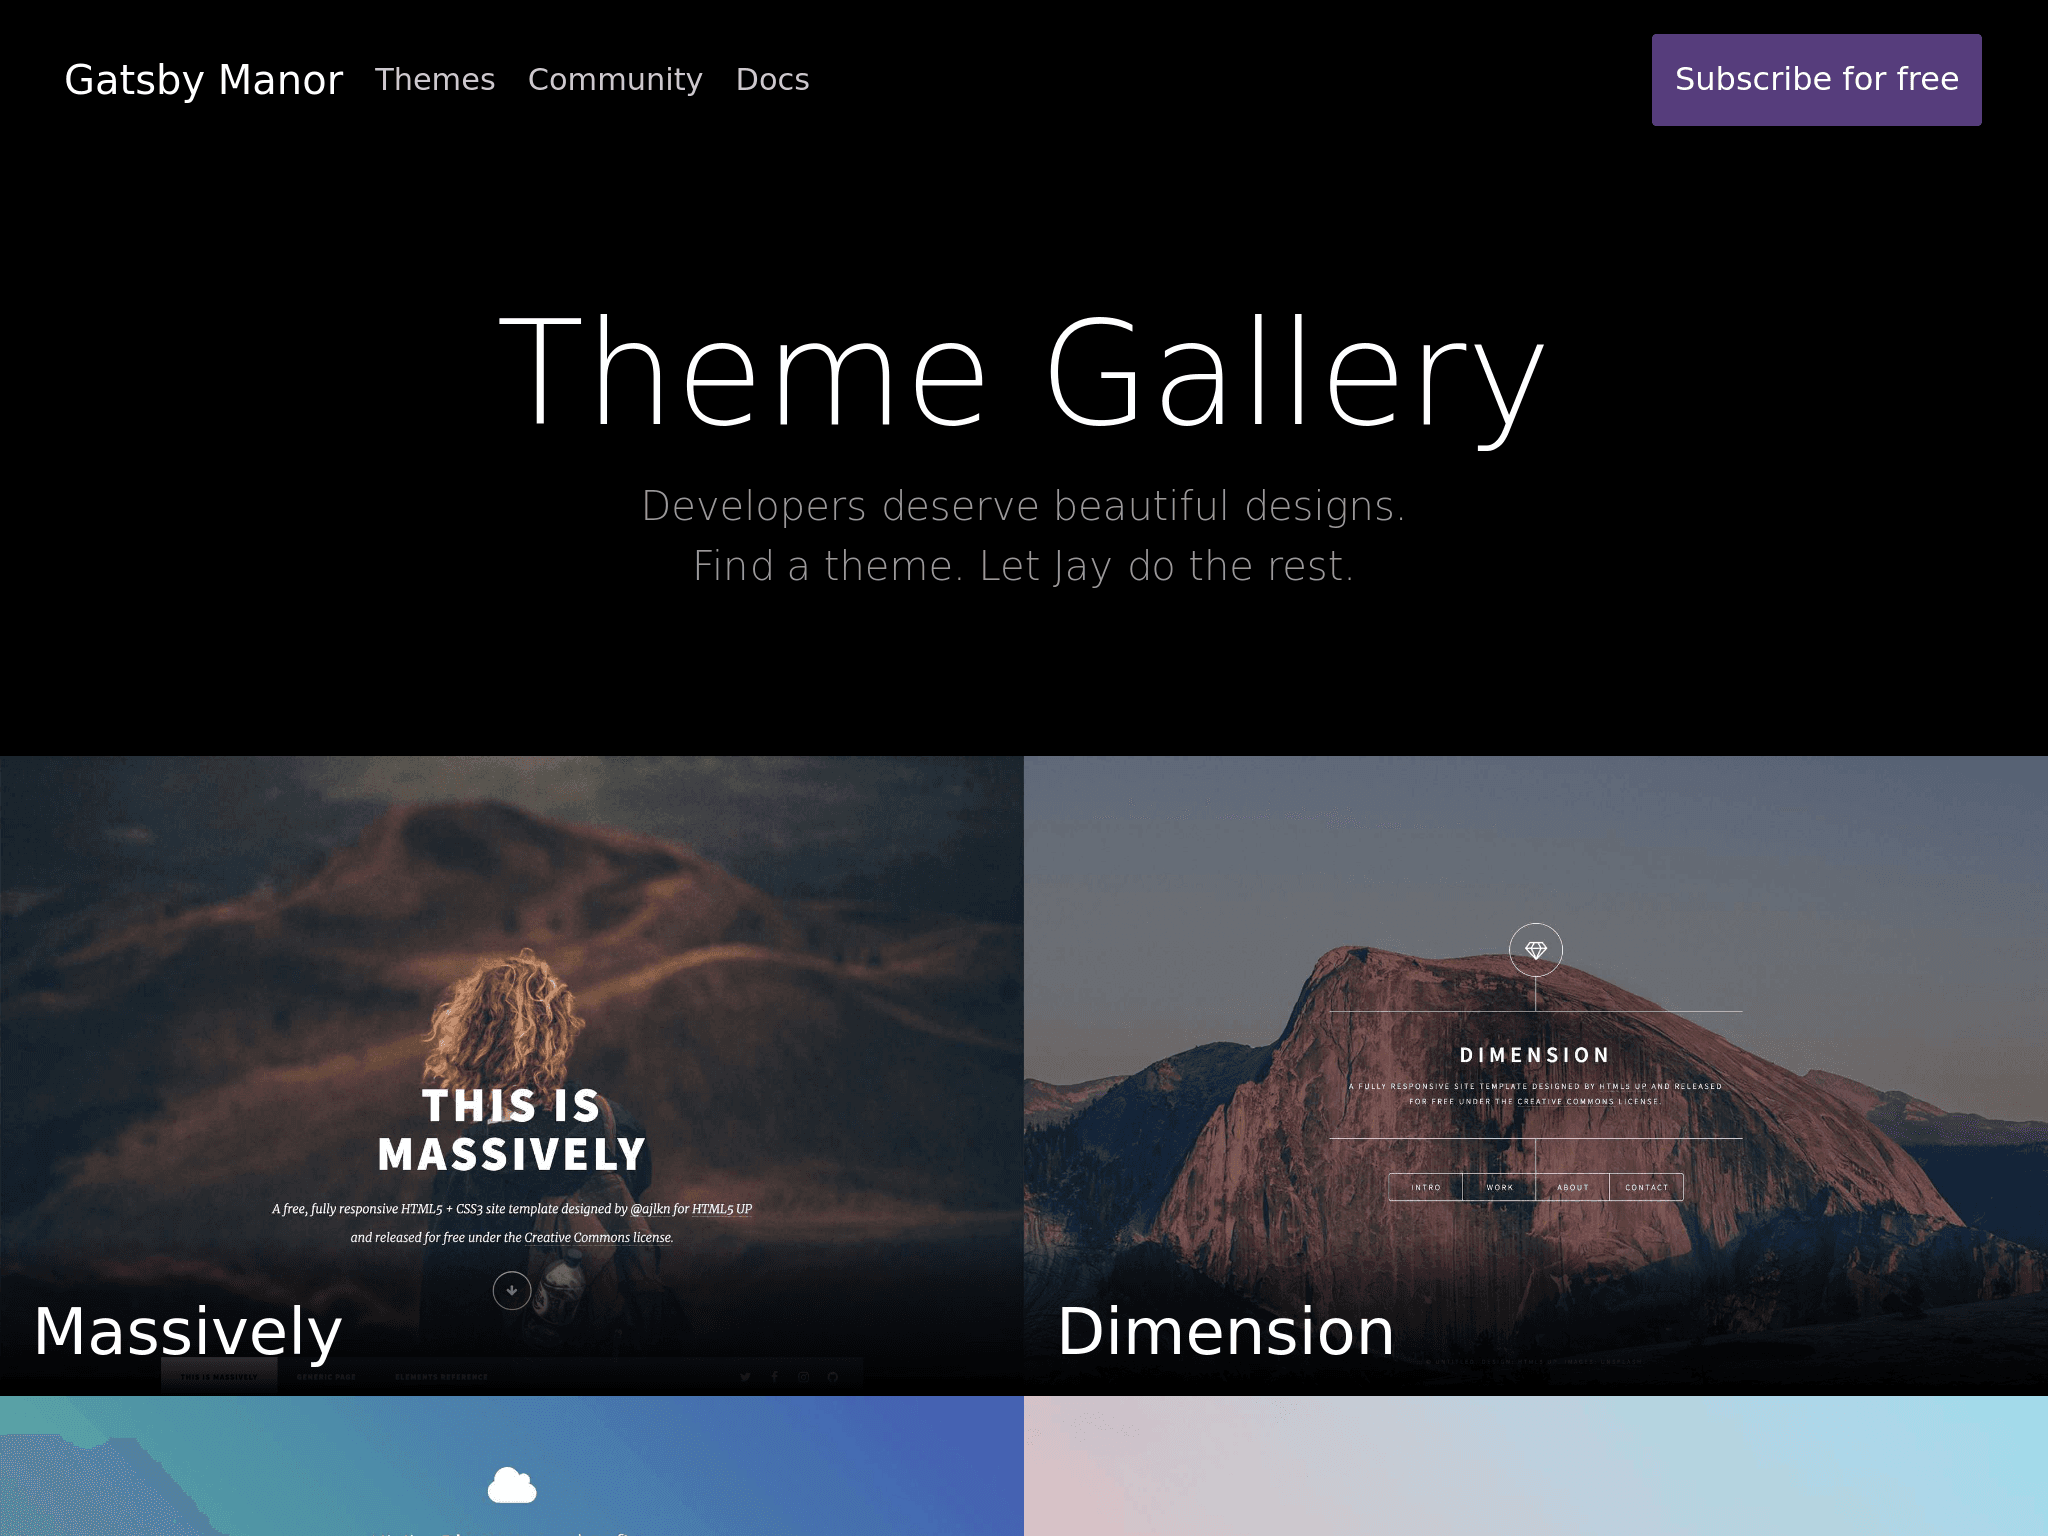 Gatsby Manor Themes Community Docs Subscribe for free
Theme Gallery
Developers deserve beautiful designs.
Find a theme. Let Jay do the rest.
THIS IS
MASSIVELY
A free, fully responsive HTML5 + CSS3 site template designed by @ajlkn for HTML5 UP
and released for free under the Creative Commons license.
Massively
THIS IS MASSIVELY GENERIC PAGE ELEMENTS REFERENCE
DIMENSION
A FULLY RESPONSIVE SITE TEMPLATE DESIGNED BY HTML5 UP AND RELEASED
FOR FREE UNDER THE CREATIVE COMMONS LICENSE.
INTRO WORK ABOUT CONTACT
Dimension